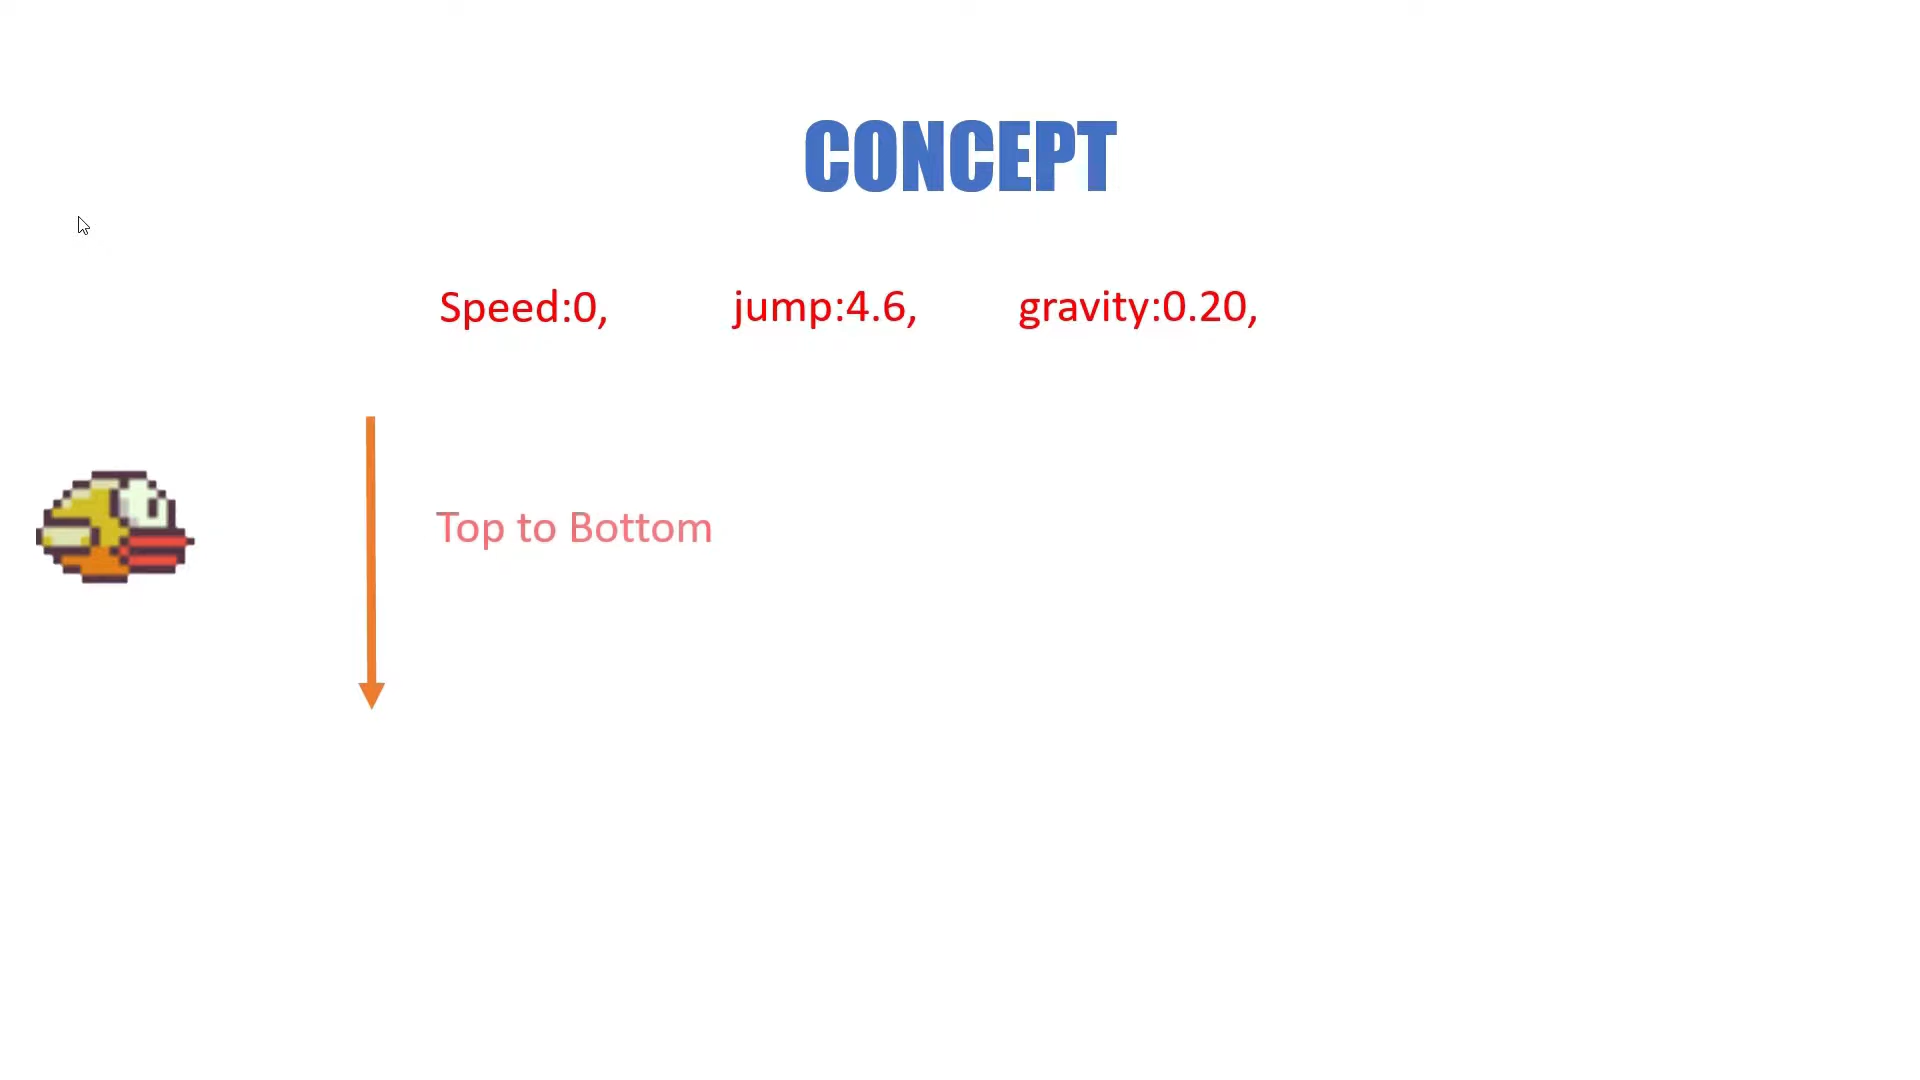 CONCEPT
Speed:0, jump:4.6, gravity:0.20,
Top to Bottom